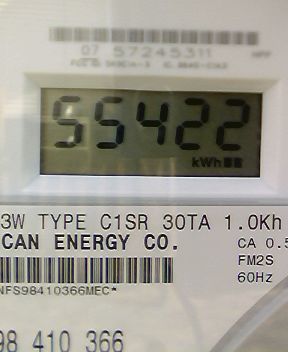 07 57245311
55422
kWh
3W TYPE C1SR 30TA 1.0Kh
CAN ENERGY CO.
CA 0.5
FM2S
60Hz
NFS98410366MEC*
98 410 366